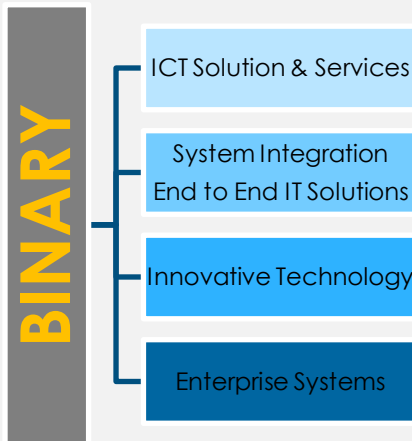 BINARY
ICT Solution & Services
System Integration
End to End IT Solutions
Innovative Technology
Enterprise Systems